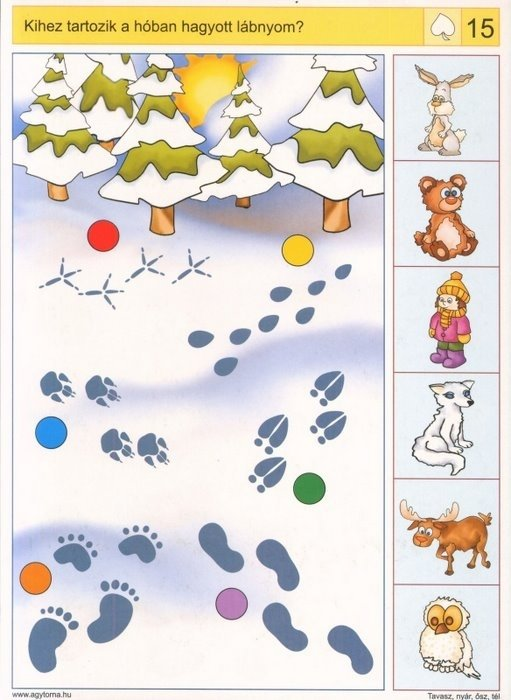 Kihez tartozik a hóban hagyott lábnyom?
15
www.agytorna.hu
Tavasz, nyár, ősz, tél